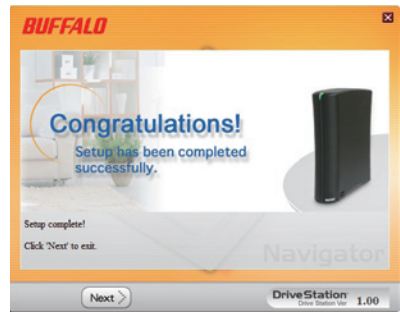 BUFFALO
Congratulations!
Setup has been completed
successfully.
Setup complete!
Click 'Next' to exit.
Navigator
Next
DriveStation
Drive Station Ver 1.00